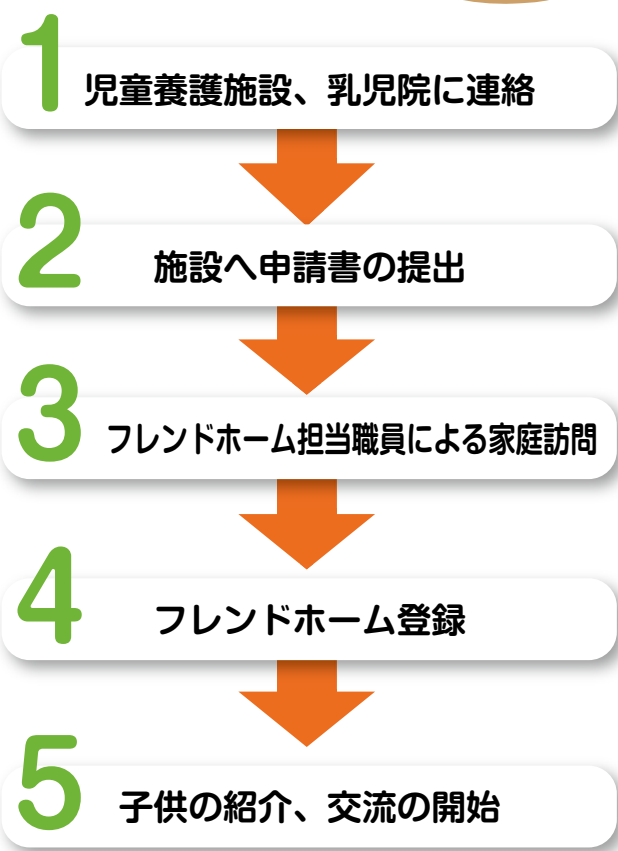 1
児童養護施設、乳児院に連絡
2
施設へ申請書の提出
3
フレンドホーム担当職員による家庭訪問
4
フレンドホーム登録
5
子供の紹介、交流の開始